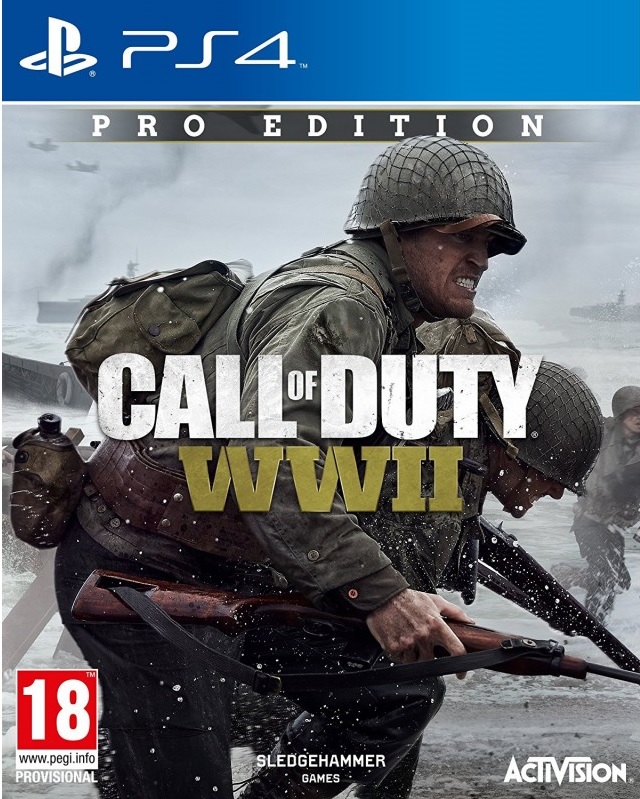 PS4
PRO EDITION
CALL OF DUTY
WWII
18
www.pegi.info
PROVISIONAL
SLEDGEHAMMER
GAMES
ACTIVISION